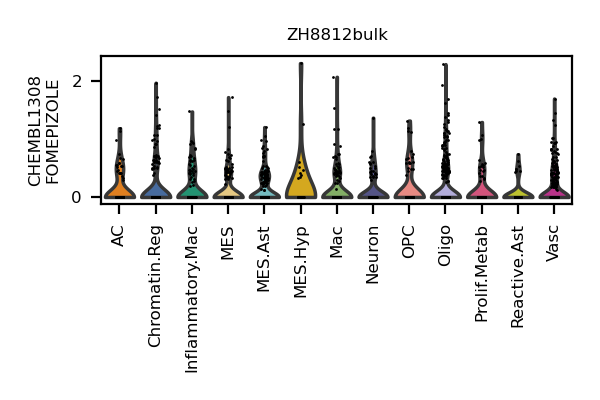 ZH8812bulk
CHEMBL1308
FOMEPIZOLE
2
0
AC
Chromatin.Reg
Inflammatory.Mac
MES
MES.Ast
MES.Hyp
Mac
Neuron
OPC
Oligo
Prolif.Metab
Reactive.Ast
Vasc